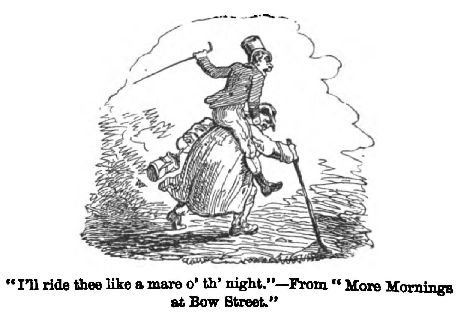 "I'll ride thee like a mare o' th' night."—From "More Mornings
at Bow Street."